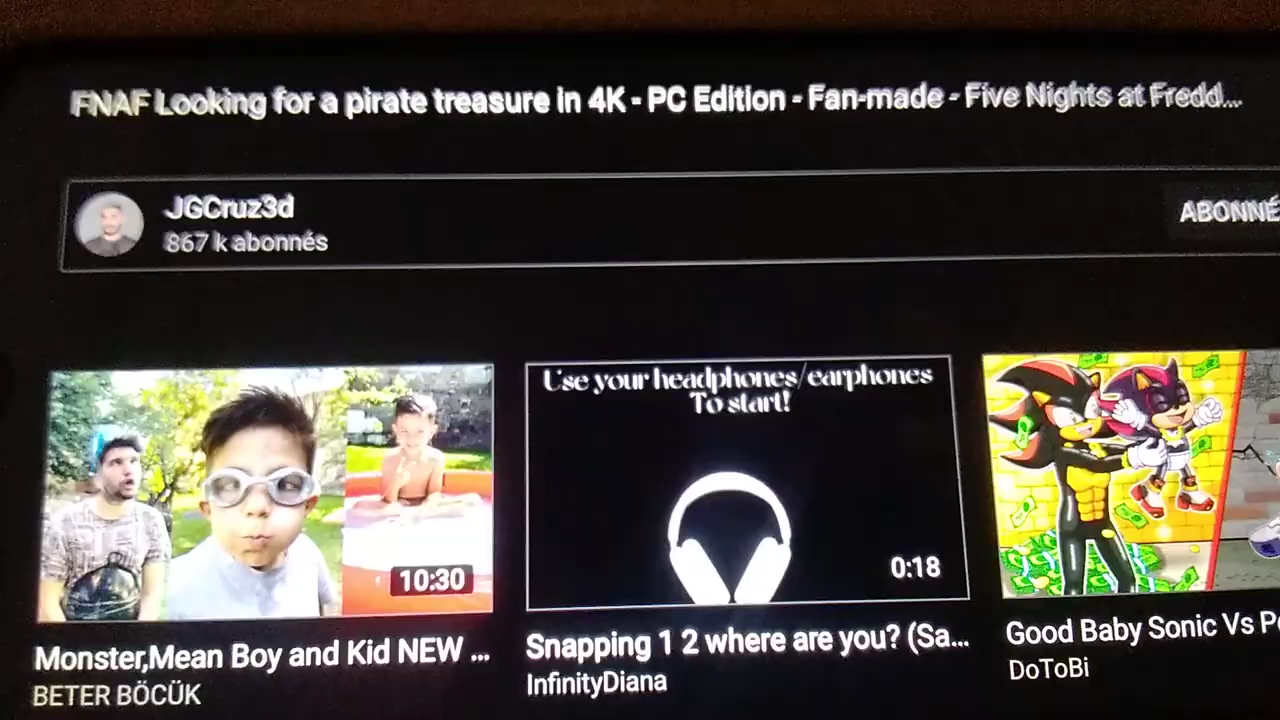 FNAF Looking for a pirate treasure in 4K - PC Edition - Fan-made - Five Nights at Fredd...
JGCruz3d
867 k abonnés
ABONNÉ
Use your headphones/earphones
To start!
10:30
0:18
Monster,Mean Boy and Kid NEW ...
BETER BÖCÜK
Snapping 1 2 where are you? (Sa...
InfinityDiana
Good Baby Sonic Vs P
DoToBi